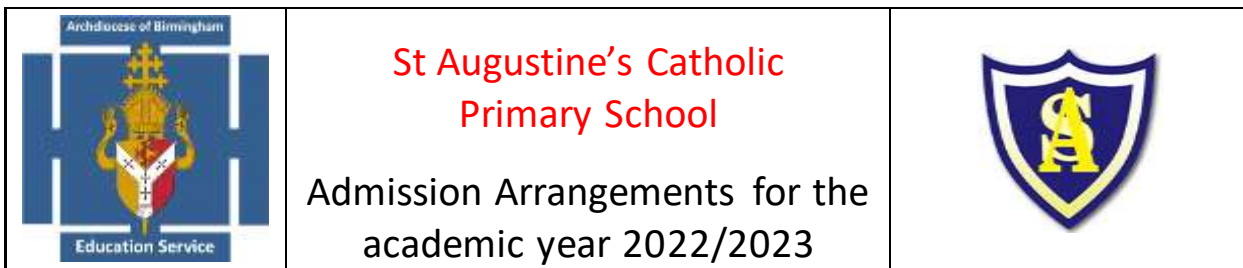 Archdiocese of Birmingham
Education Service
St Augustine’s Catholic
Primary School
Admission Arrangements for the
academic year 2022/2023
SA